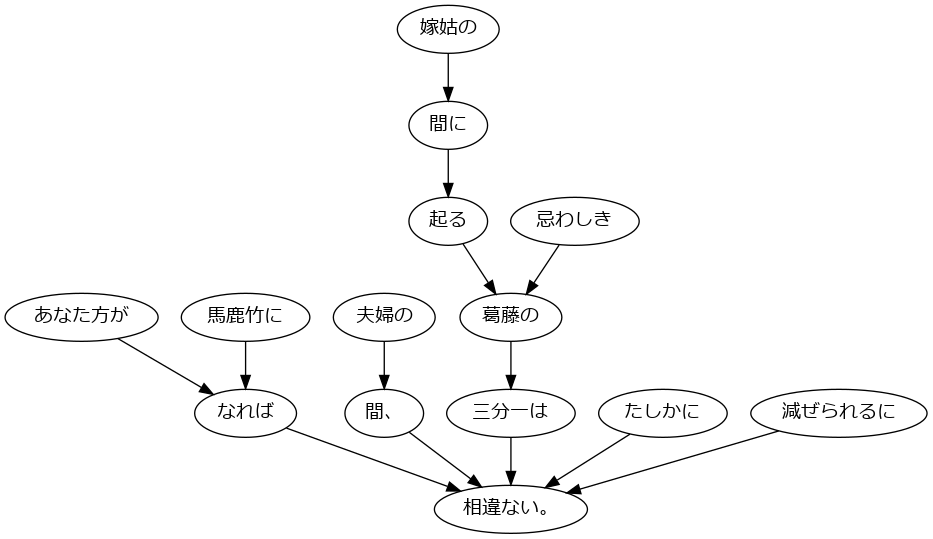 嫁姑の
間に
起る
忌わしき
あなた方が
馬鹿竹に
夫婦の
葛藤の
なれば
間、
三分一は
たしかに
減ぜられるに
相違ない。